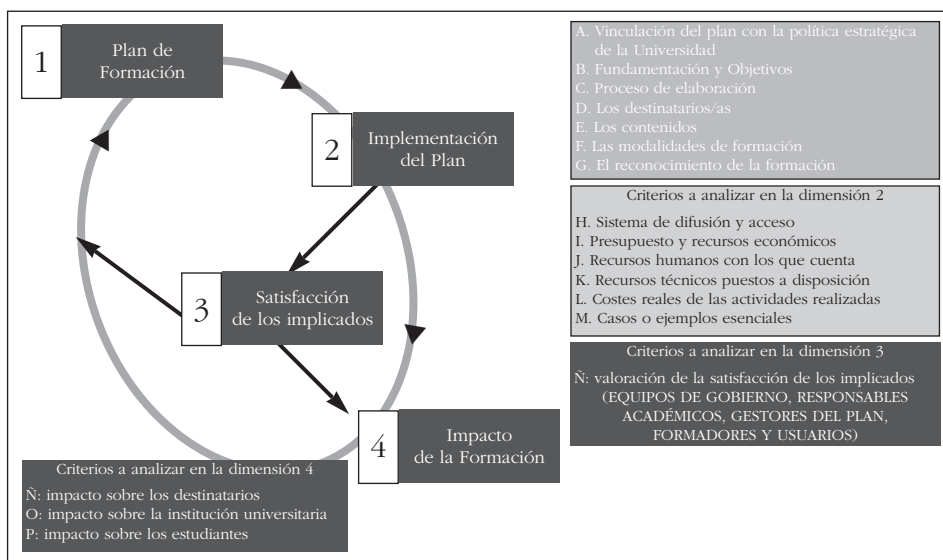 1
Plan de
Formación
2
Implementación
del Plan
3
Satisfacción
de los implicados
4
Impacto
de la Formación
A. Vinculación del plan con la política estratégica
de la Universidad
B. Fundamentación y Objetivos
C. Proceso de elaboración
D. Los destinatarios/as
E. Los contenidos
F. Las modalidades de formación
G. El reconocimiento de la formación
Criterios a analizar en la dimensión 2
H. Sistema de difusión y acceso
I. Presupuesto y recursos económicos
J. Recursos humanos con los que cuenta
K. Recursos técnicos puestos a disposición
L. Costes reales de las actividades realizadas
M. Casos o ejemplos esenciales
Criterios a analizar en la dimensión 3
Ñ: valoración de la satisfacción de los implicados
(EQUIPOS DE GOBIERNO, RESPONSABLES
ACADÉMICOS, GESTORES DEL PLAN,
FORMADORES Y USUARIOS)
Criterios a analizar en la dimensión 4
Ñ: impacto sobre los destinatarios
O: impacto sobre la institución universitaria
P: impacto sobre los estudiantes